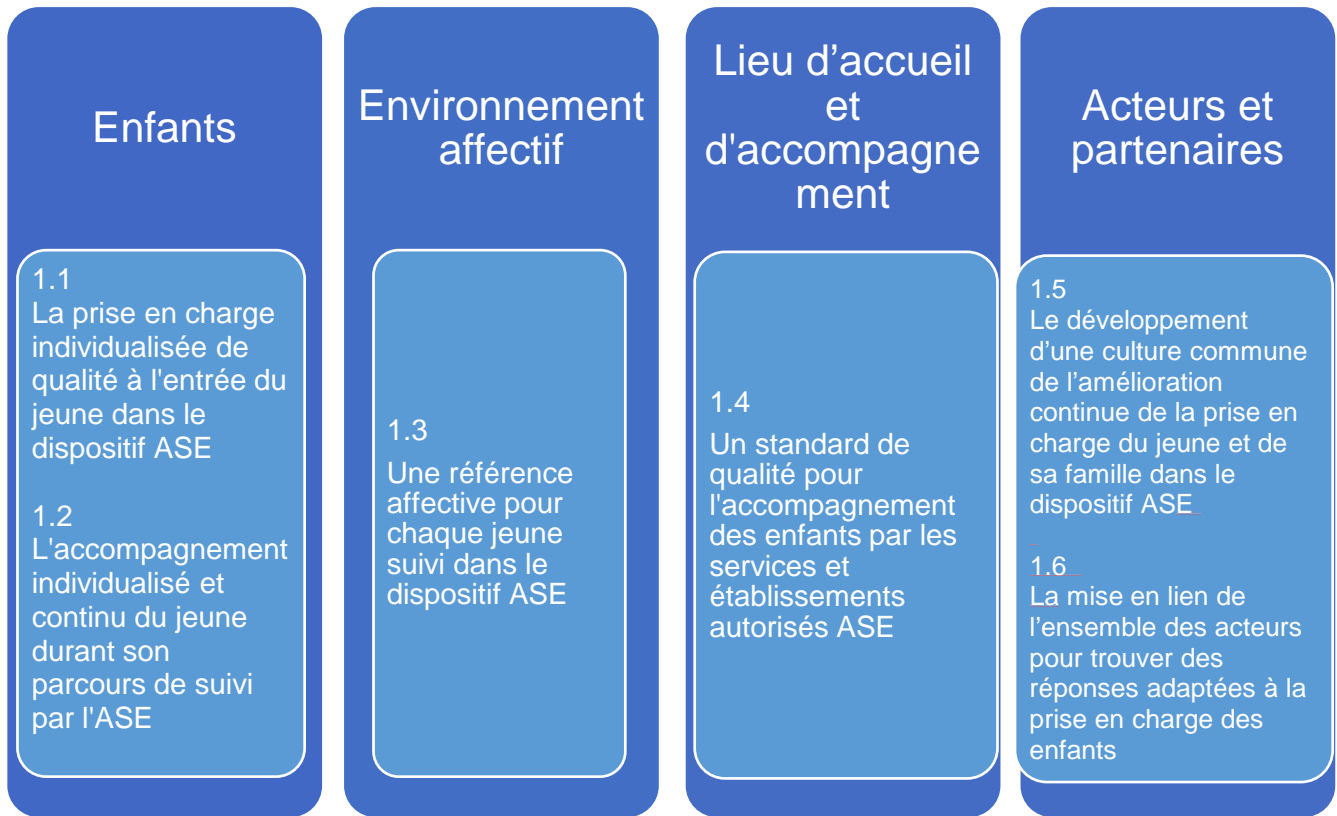 Enfants
1.1
La prise en charge
individualisée de
qualité à l'entrée du
jeune dans le
dispositif ASE
1.2
L'accompagnement
individualisé et
continu du jeune
durant son
parcours de suivi
par l'ASE
Environnement
affectif
1.3
Une référence
affective pour
chaque jeune
suivi dans le
dispositif ASE
Lieu d’accueil
et
d'accompagne
ment
1.4
Un standard de
qualité pour
l'accompagnement
des enfants par les
services et
établissements
autorisés ASE
Acteurs et
partenaires
1.5
Le développement
d’une culture commune
de l’amélioration
continue de la prise en
charge du jeune et de
sa famille dans le
dispositif ASE
1.6
La mise en lien de
l’ensemble des acteurs
pour trouver des
réponses adaptées à la
prise en charge des
enfants